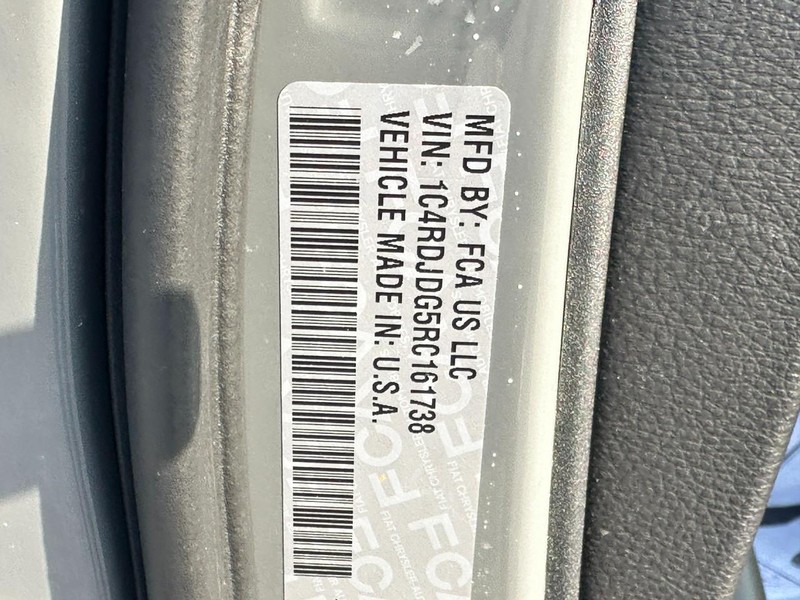 MFD BY: FCA US LLC
VIN: 1C4RDJDG5RC161738
VEHICLE MADE IN: U.S.A.